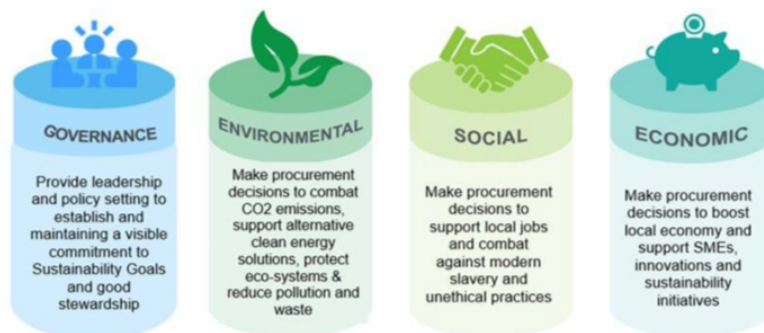 GOVERNANCE
Provide leadership
and policy setting to
establish and
maintaining a visible
commitment to
Sustainability Goals
and good
stewardship
ENVIRONMENTAL
Make procurement
decisions to combat
CO2 emissions,
support alternative
clean energy
solutions, protect
eco-systems &
reduce pollution and
waste
SOCIAL
Make procurement
decisions to
support local jobs
and combat
against modern
slavery and
unethical practices
ECONOMIC
Make procurement
decisions to boost
local economy and
support SMEs,
innovations and
sustainability
initiatives